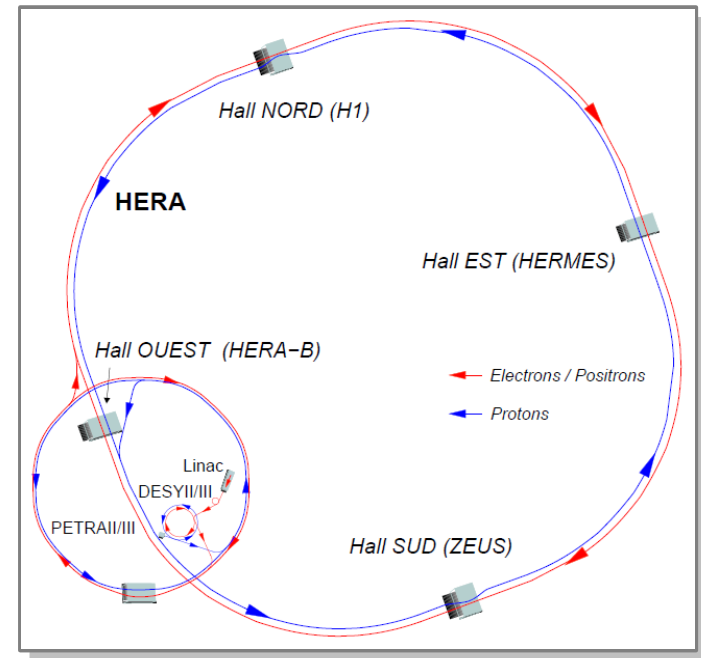 Hall NORD (H1)
HERA
Hall EST (HERMES)
Hall OUEST (HERA−B)
Electrons / Positrons
Protons
Linac
DESYII/III
PETRAII/III
Hall SUD (ZEUS)